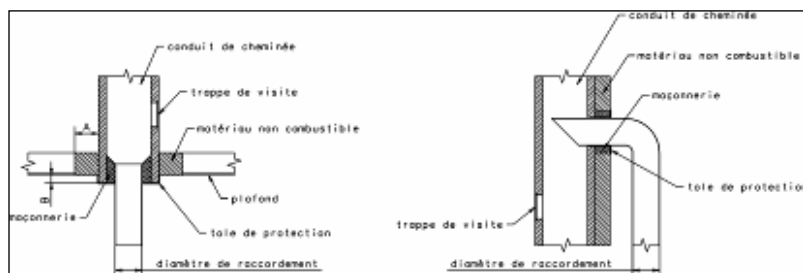 conduit de cheminée
trappe de visite
A
matériau non combustible
B
plafond
maçonnerie
tole de protection
diamètre de raccordement
conduit de cheminée
matériau non combustible
maçonnerie
tole de protection
trappe de visite
diamètre de raccordement